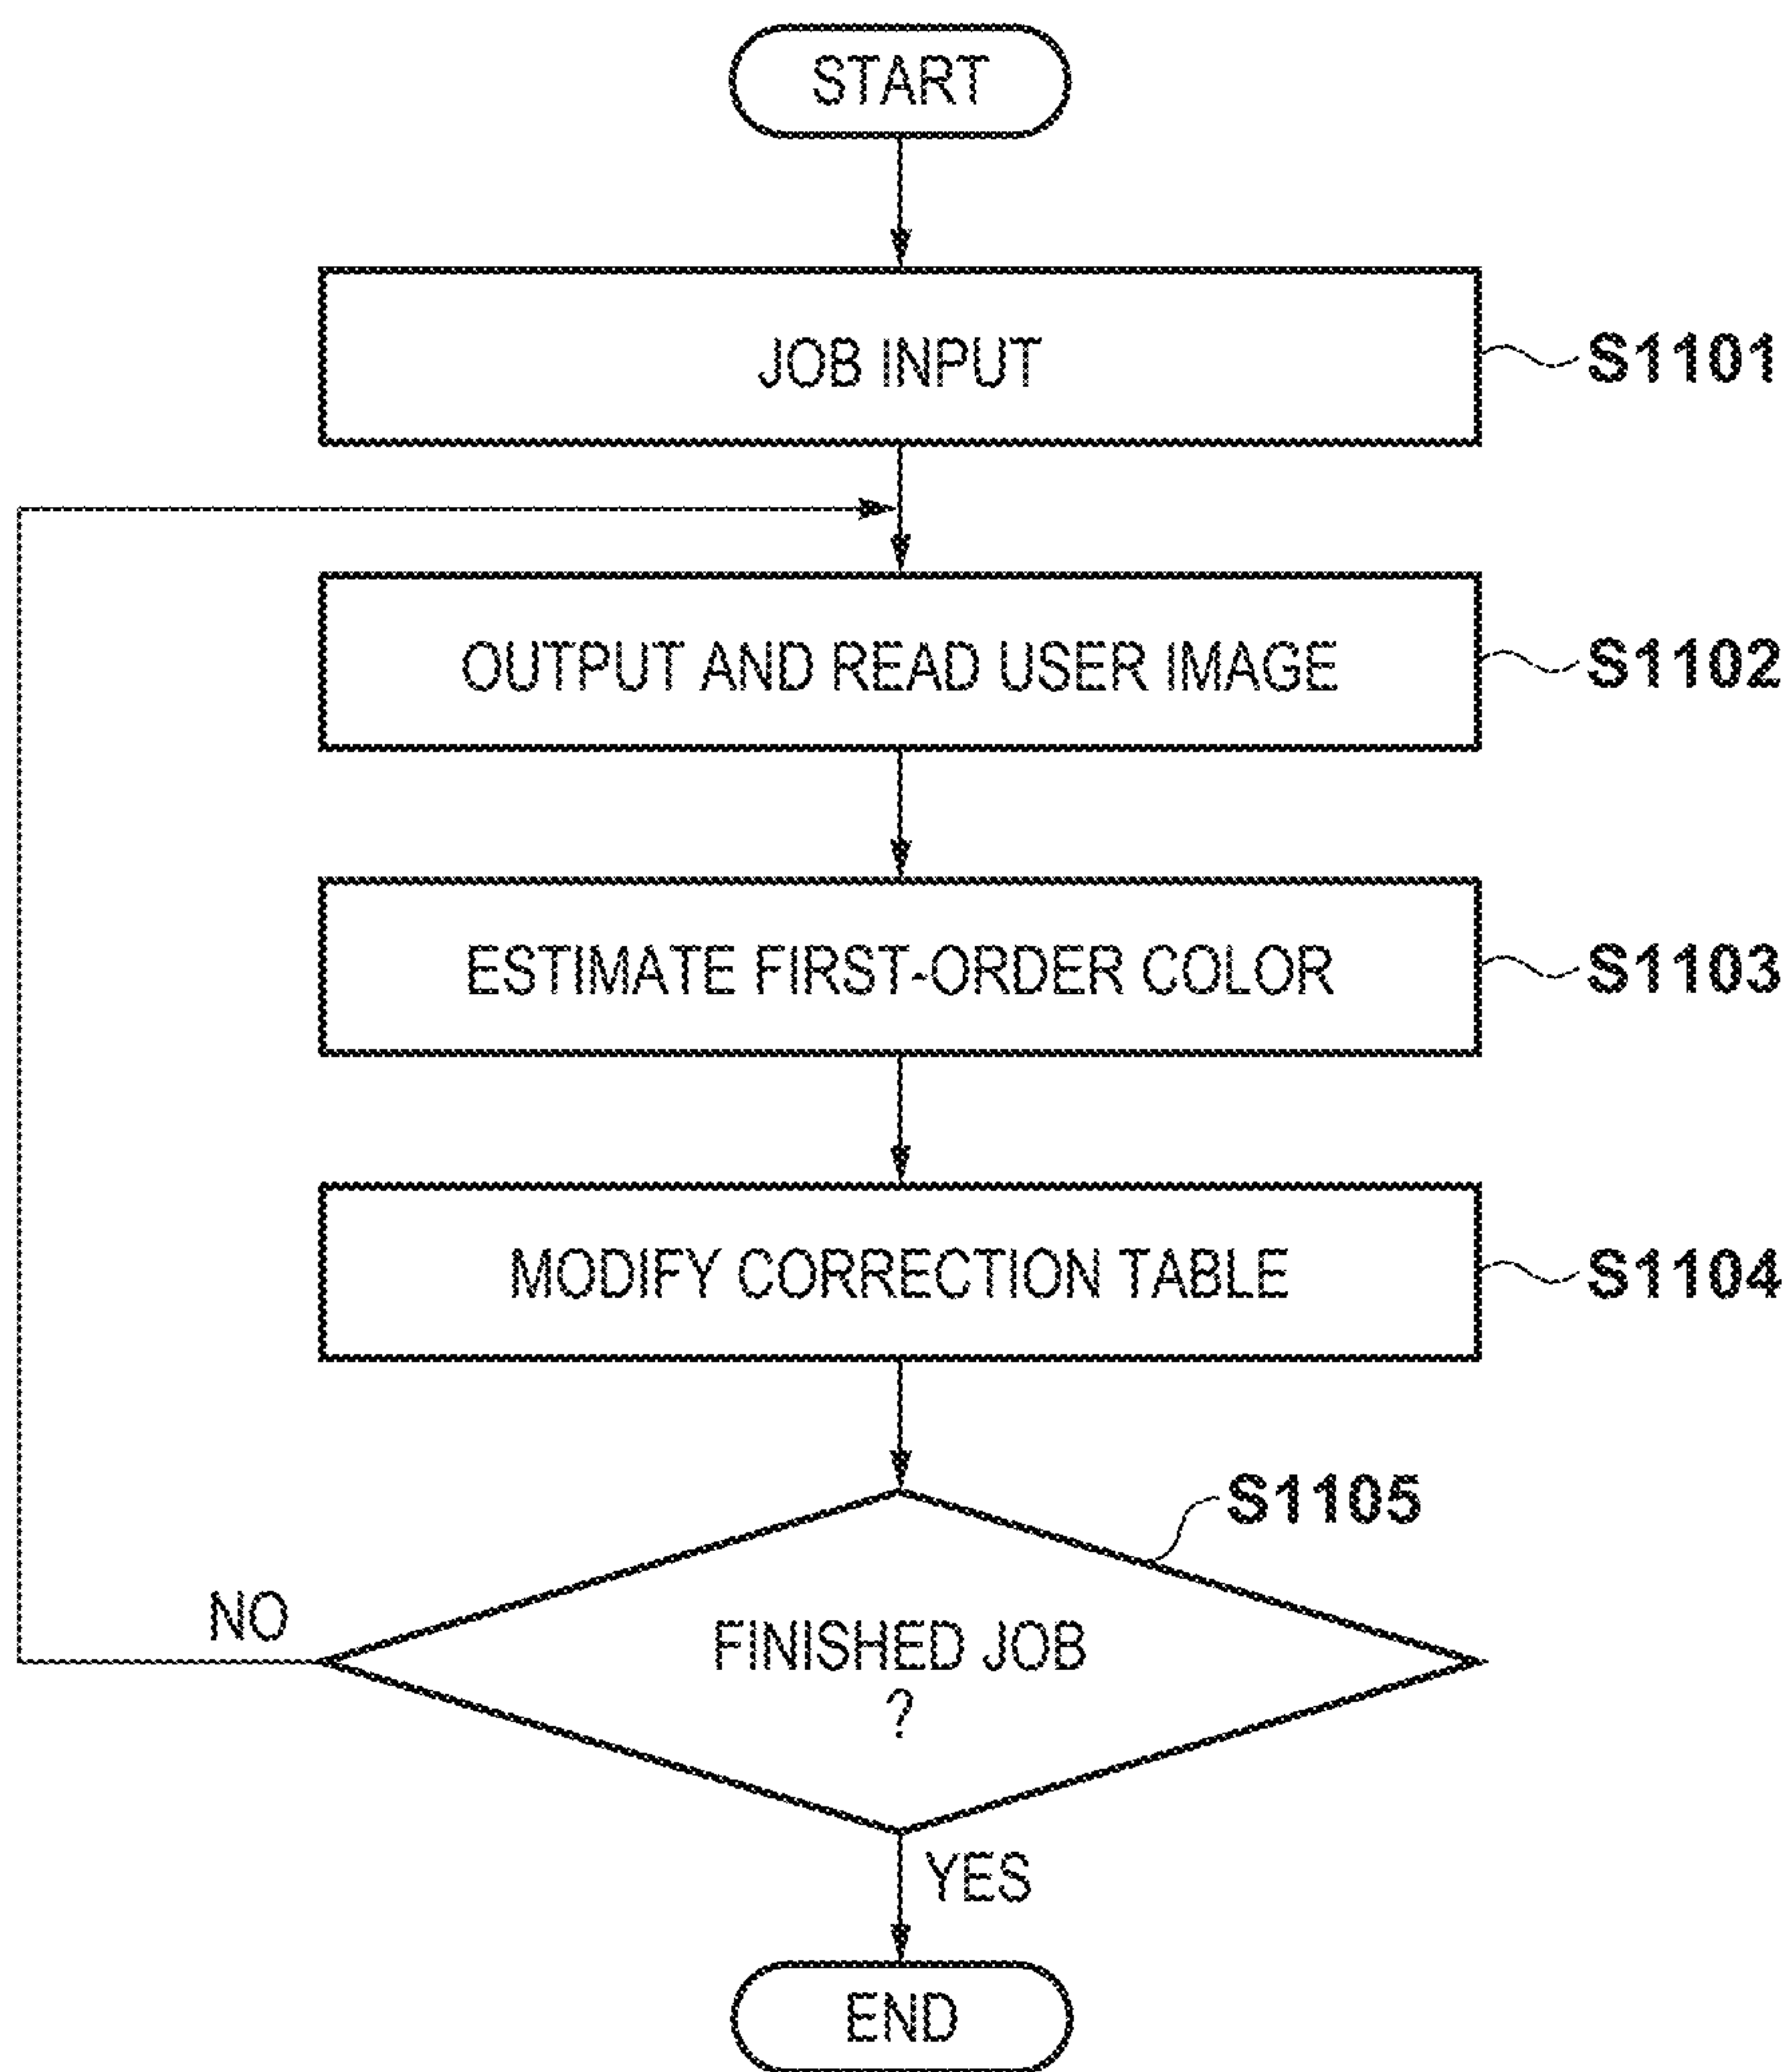 START
JOB INPUT
S1101
OUTPUT AND READ USER IMAGE
S1102
ESTIMATE FIRST-ORDER COLOR
S1103
MODIFY CORRECTION TABLE
S1104
S1105
NO
FINISHED JOB
?
YES
END